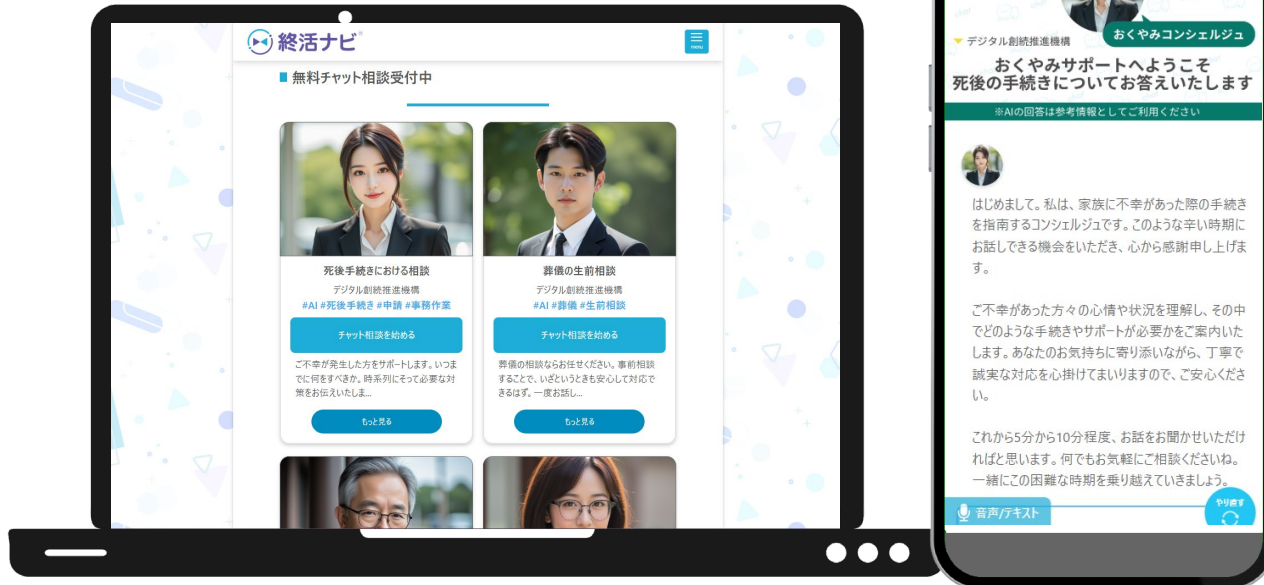 終活ナビ
menu
無料チャット相談受付中
死後手続きにおける相談
デジタル創続推進機構
#AI #死後手続き #申請 #事務作業
チャット相談を始める
ご不幸が発生した方をサポートします。いつま
でに何をすべきか。時系列にそって必要な対
策をお伝えいたしま...
もっと見る
葬儀の生前相談
デジタル創続推進機構
#AI #葬儀 #生前相談
チャット相談を始める
葬儀の相談ならお任せください。事前相談
することで、いざというときも安心して対応で
きるはず。一度お話し...
もっと見る
おくやみコンシェルジュ
デジタル創続推進機構
おくやみサポートへようこそ
死後の手続きについてお答えいたします
※AIの回答は参考情報としてご利用ください
はじめまして。私は、家族に不幸があった際の手続き
を指南するコンシェルジュです。このような辛い時期に
お話しできる機会をいただき、心から感謝申し上げま
す。
ご不幸があった方々の心情や状況を理解し、その中
でどのような手続きやサポートが必要かをご案内いた
します。あなたのお気持ちに寄り添いながら、丁寧で
誠実な対応を心掛けてまいりますので、ご安心くださ
い。
これから5分から10分程度、お話をお聞かせいただけ
ればと思います。何でもお気軽にご相談くださいね。
一緒にこの困難な時期を乗り越えていきましょう。
音声/テキスト
やり直す